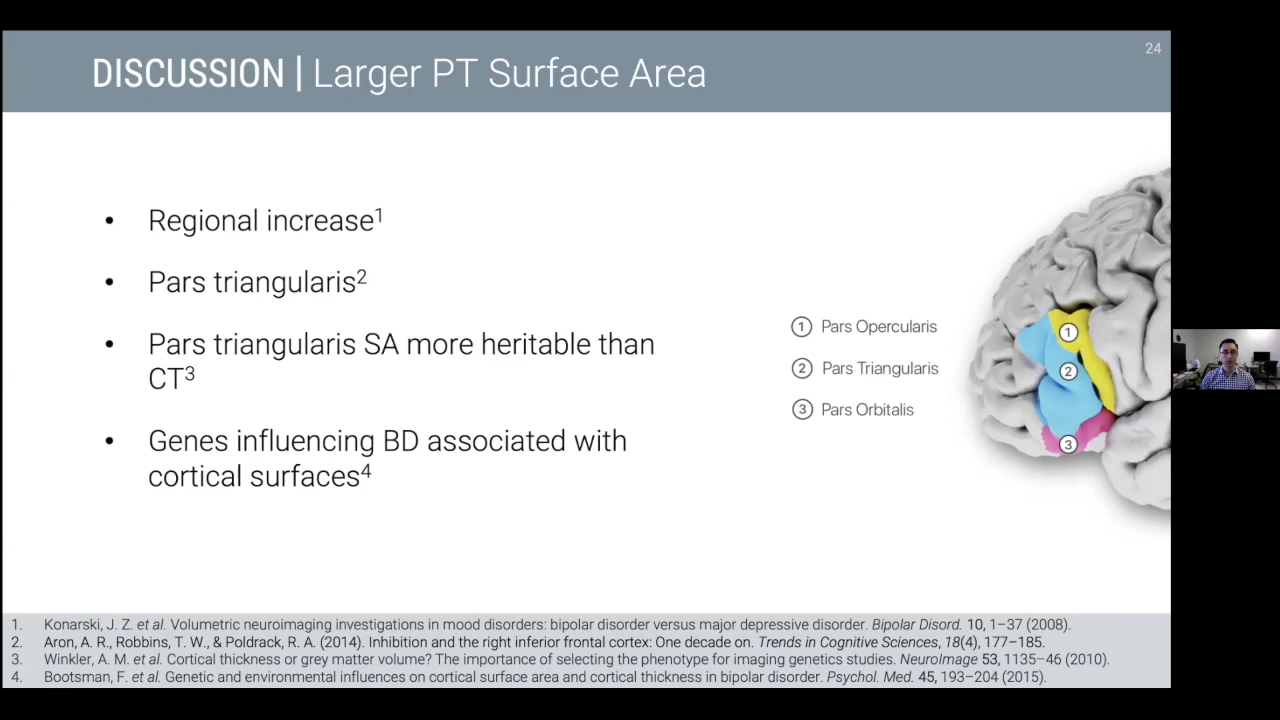 24
DISCUSSION | Larger PT Surface Area
• Regional increase1
• Pars triangularis2
• Pars triangularis SA more heritable than
CT3
• Genes influencing BD associated with
cortical surfaces4
1 Pars Opercularis
2 Pars Triangularis
3 Pars Orbitalis
1
2
3
1. Konarski, J. Z. et al. Volumetric neuroimaging investigations in mood disorders: bipolar disorder versus major depressive disorder. Bipolar Disord. 10, 1–37 (2008).
2. Aron, A. R., Robbins, T. W., & Poldrack, R. A. (2014). Inhibition and the right inferior frontal cortex: One decade on. Trends in Cognitive Sciences, 18(4), 177–185.
3. Winkler, A. M. et al. Cortical thickness or grey matter volume? The importance of selecting the phenotype for imaging genetics studies. NeuroImage 53, 1135–46 (2010).
4. Bootsman, F. et al. Genetic and environmental influences on cortical surface area and cortical thickness in bipolar disorder. Psychol. Med. 45, 193–204 (2015).